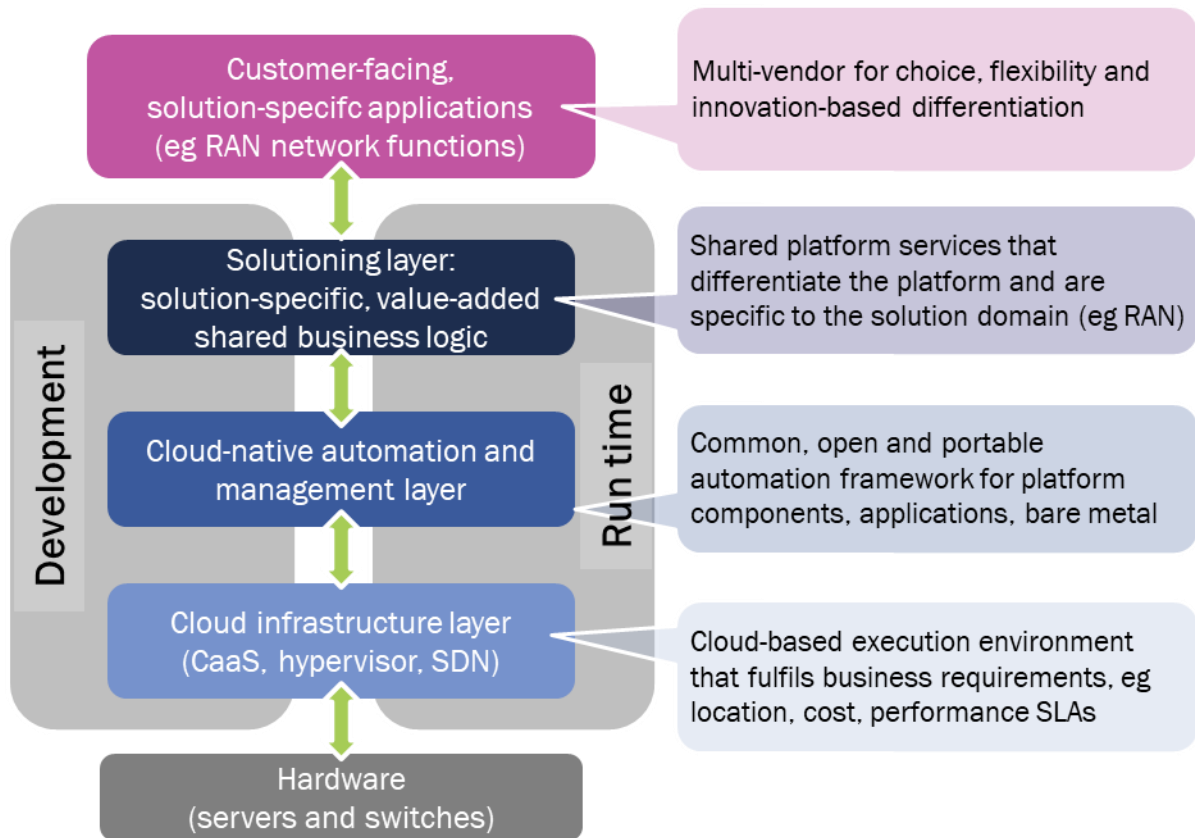 Customer-facing,
solution-specifc applications
(eg RAN network functions)
Multi-vendor for choice, flexibility and
innovation-based differentiation
Solutioning layer:
solution-specific, value-added
shared business logic
Shared platform services that
differentiate the platform and are
specific to the solution domain (eg RAN)
Development
Run time
Cloud-native automation and
management layer
Common, open and portable
automation framework for platform
components, applications, bare metal
Cloud infrastructure layer
(CaaS, hypervisor, SDN)
Cloud-based execution environment
that fulfils business requirements, eg
location, cost, performance SLAs
Hardware
(servers and switches)